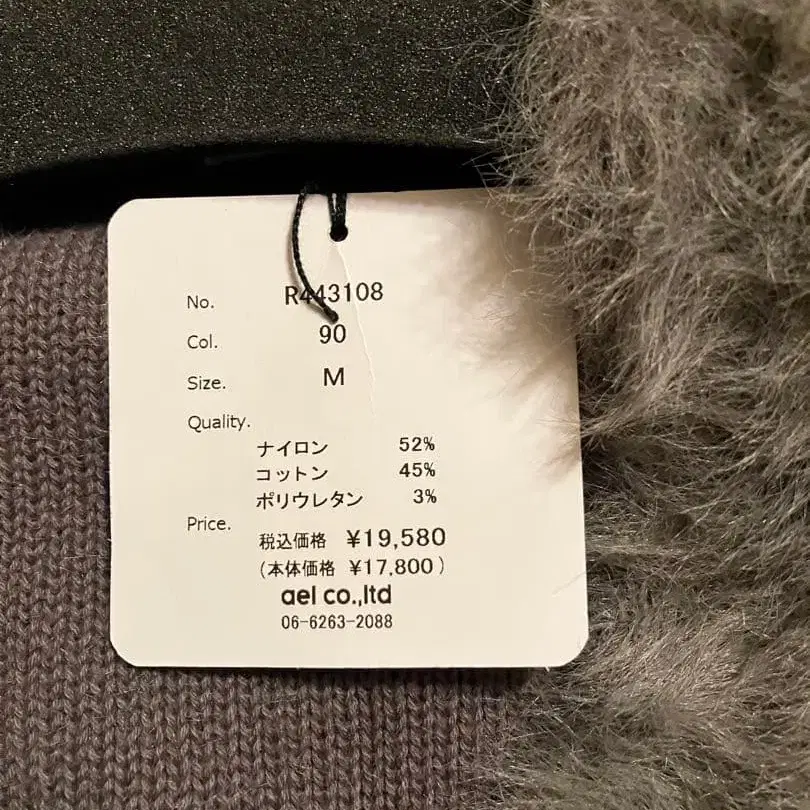 No. R443108
Col. 90
Size. M
Quality.
ナイロン 52%
コットン 45%
ポリウレタン 3%
Price.
税込価格 ¥19,580
(本体価格 ¥17,800)
ael co.,ltd
06-6263-2088